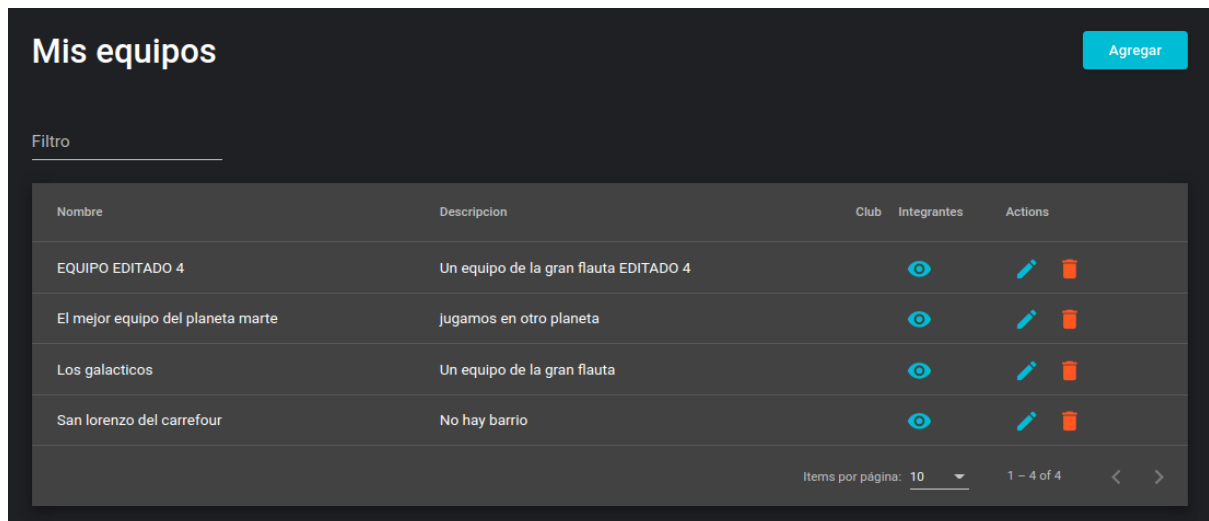 Mis equipos
Agregar
Filtro
Nombre Descripcion Club Integrantes Actions
EQUIPO EDITADO 4 Un equipo de la gran flauta EDITADO 4
El mejor equipo del planeta marte jugamos en otro planeta
Los galacticos Un equipo de la gran flauta
San lorenzo del carrefour No hay barrio
Items por página: 10 1 – 4 of 4